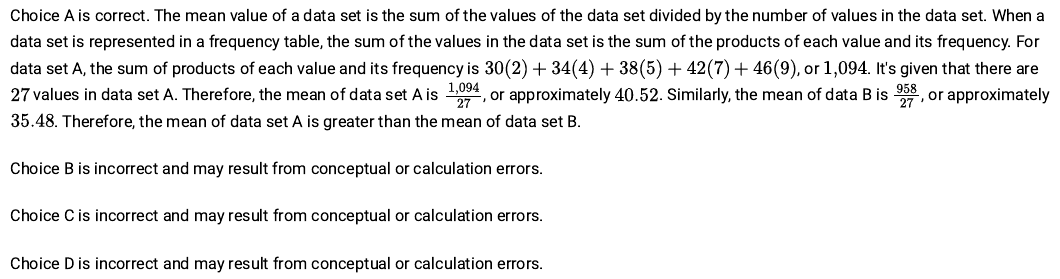 Choice A is correct. The mean value of a data set is the sum of the values of the data set divided by the number of values in the data set. When a
data set is represented in a frequency table, the sum of the values in the data set is the sum of the products of each value and its frequency. For
data set A, the sum of products of each value and its frequency is 30(2) + 34(4) + 38(5) + 42(7) + 46(9), or 1,094. It's given that there are
27 values in data set A. Therefore, the mean of data set A is 1,094/27, or approximately 40.52. Similarly, the mean of data B is 958/27, or approximately
35.48. Therefore, the mean of data set A is greater than the mean of data set B.
Choice B is incorrect and may result from conceptual or calculation errors.
Choice C is incorrect and may result from conceptual or calculation errors.
Choice D is incorrect and may result from conceptual or calculation errors.